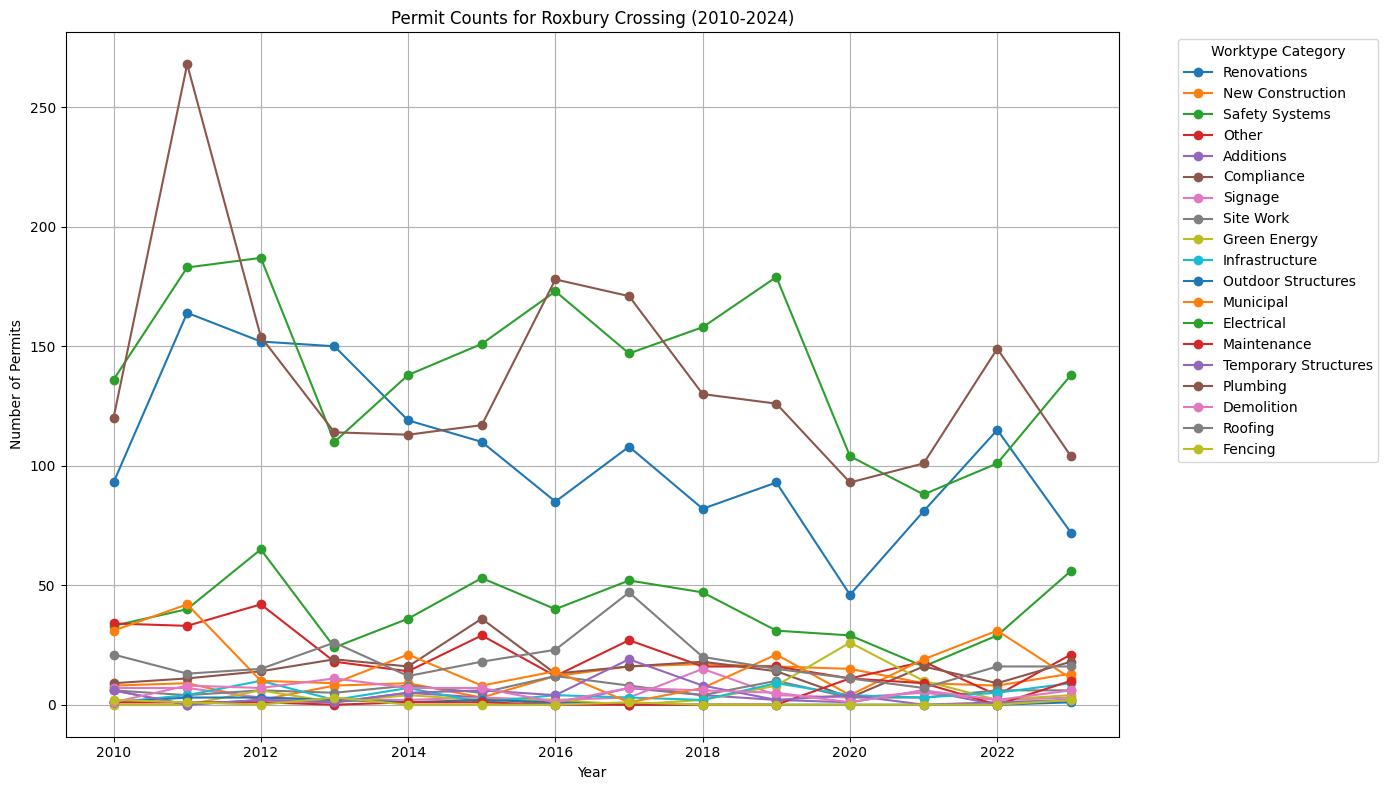 Permit Counts for Roxbury Crossing (2010-2024)
Number of Permits
250
200
150
100
50
0
2010
2012
2014
2016
2018
2020
2022
Year
Worktype Category
Renovations
New Construction
Safety Systems
Other
Additions
Compliance
Signage
Site Work
Green Energy
Infrastructure
Outdoor Structures
Municipal
Electrical
Maintenance
Temporary Structures
Plumbing
Demolition
Roofing
Fencing